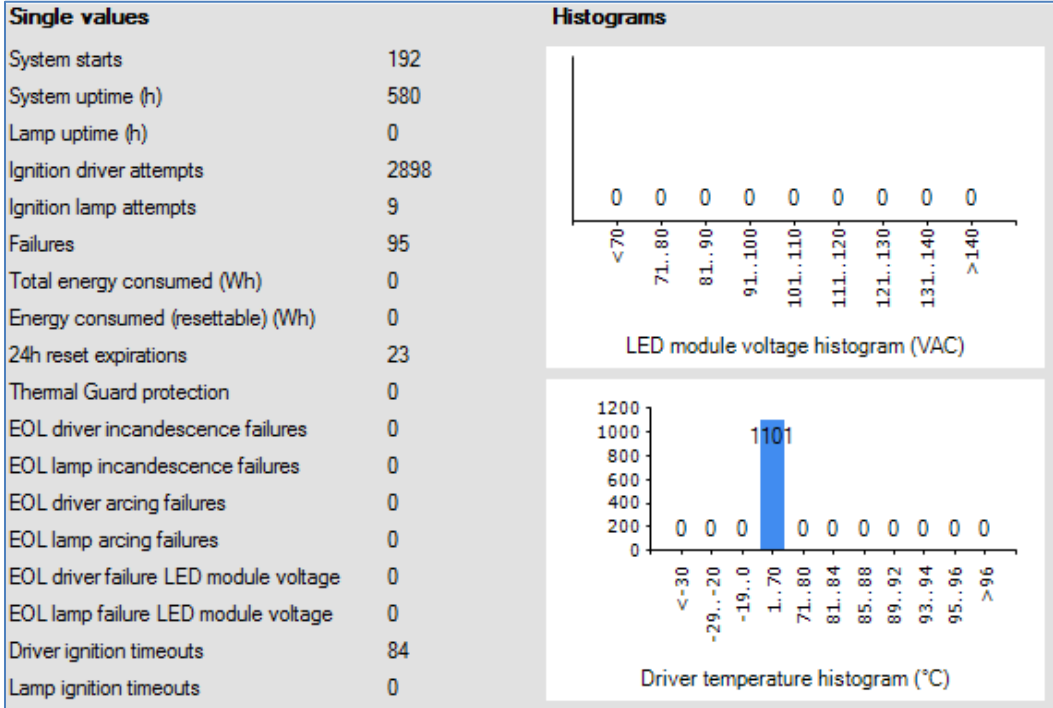 Single values
System starts 192
System uptime (h) 580
Lamp uptime (h) 0
Ignition driver attempts 2898
Ignition lamp attempts 9
Failures 95
Total energy consumed (Wh) 0
Energy consumed (resettable) (Wh) 0
24h reset expirations 23
Thermal Guard protection 0
EOL driver incandescence failures 0
EOL lamp incandescence failures 0
EOL driver arcing failures 0
EOL lamp arcing failures 0
EOL driver failure LED module voltage 0
EOL lamp failure LED module voltage 0
Driver ignition timeouts 84
Lamp ignition timeouts 0
Histograms
0 0 0 0 0 0 0 0 0
<70 71..80 81..90 91..100 101..110 111..120 121..130 131..140 >140
LED module voltage histogram (VAC)
1200
1000
800
600
400
200
0
1101
0 0 0 0 0 0 0 0 0 0
<-30 -29..-20 -19..0 1..70 71..80 81..84 85..88 89..92 93..94 95..96 >96
Driver temperature histogram (°C)